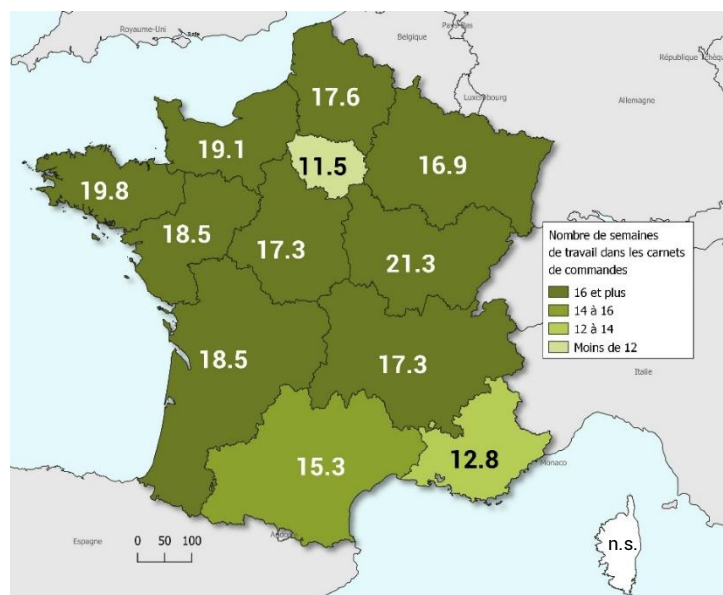 Royaume-Uni
Belgique
Pays-Bas
République Tchèque
Luxembourg
Allemagne
17.6
19.1
11.5
16.9
19.8
18.5
17.3
21.3
Nombre de semaines
de travail dans les carnets
de commandes
16 et plus
14 à 16
12 à 14
Moins de 12
18.5
17.3
Italie
15.3
12.8
Monaco
Espagne
0 50 100
n.s.